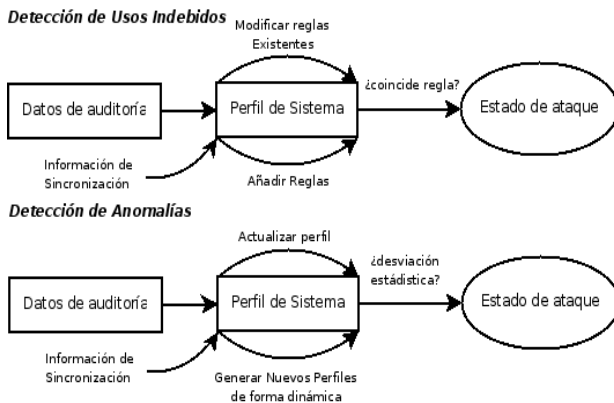 Detección de Usos Indebidos
Modificar reglas
Existentes
Datos de auditoría
Perfil de Sistema
¿coincide regla?
Estado de ataque
Información de
Sincronización
Añadir Reglas
Detección de Anomalías
Actualizar perfil
Datos de auditoría
Perfil de Sistema
¿desviación
estádistica?
Estado de ataque
Información de
Sincronización
Generar Nuevos Perfiles
de forma dinámica